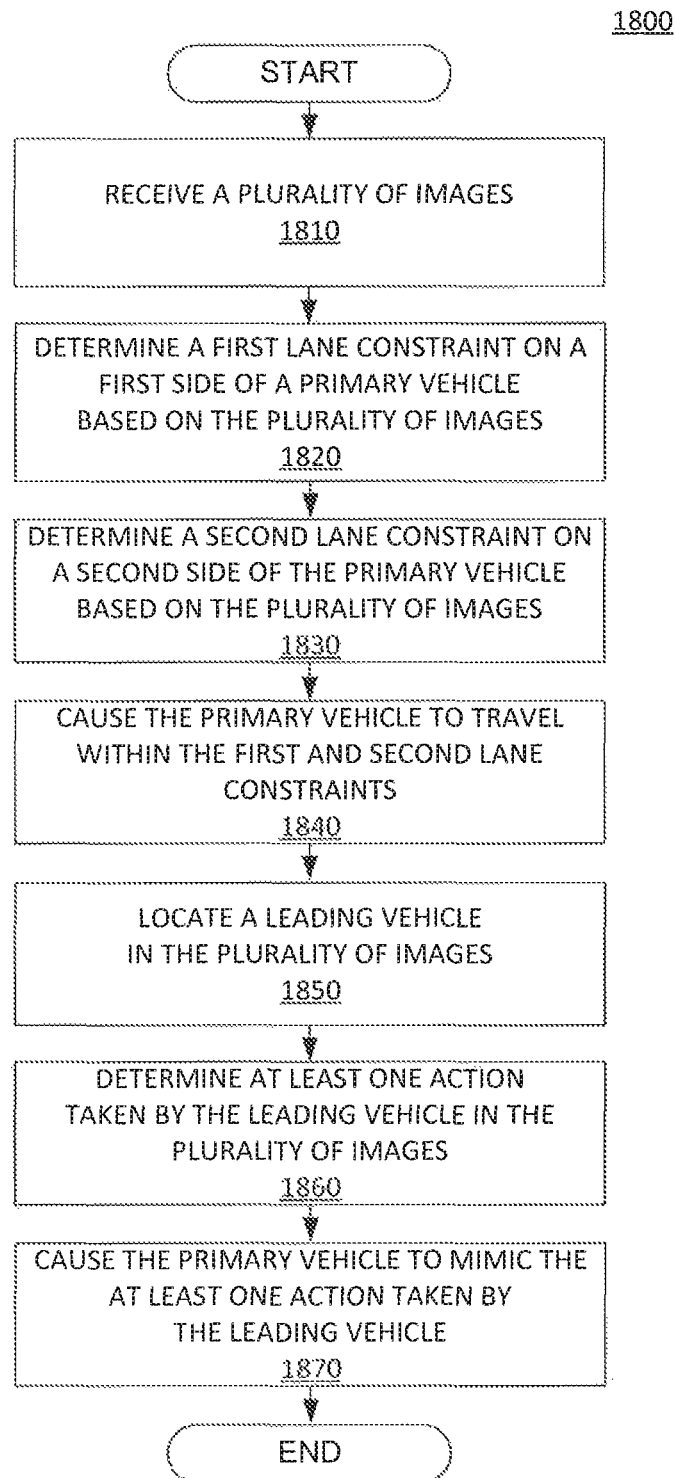 1800
START
RECEIVE A PLURALITY OF IMAGES
1810
DETERMINE A FIRST LANE CONSTRAINT ON A
FIRST SIDE OF A PRIMARY VEHICLE
BASED ON THE PLURALITY OF IMAGES
1820
DETERMINE A SECOND LANE CONSTRAINT ON
A SECOND SIDE OF THE PRIMARY VEHICLE
BASED ON THE PLURALITY OF IMAGES
1830
CAUSE THE PRIMARY VEHICLE TO TRAVEL
WITHIN THE FIRST AND SECOND LANE
CONSTRAINTS
1840
LOCATE A LEADING VEHICLE
IN THE PLURALITY OF IMAGES
1850
DETERMINE AT LEAST ONE ACTION
TAKEN BY THE LEADING VEHICLE IN THE
PLURALITY OF IMAGES
1860
CAUSE THE PRIMARY VEHICLE TO MIMIC THE
AT LEAST ONE ACTION TAKEN BY
THE LEADING VEHICLE
1870
END